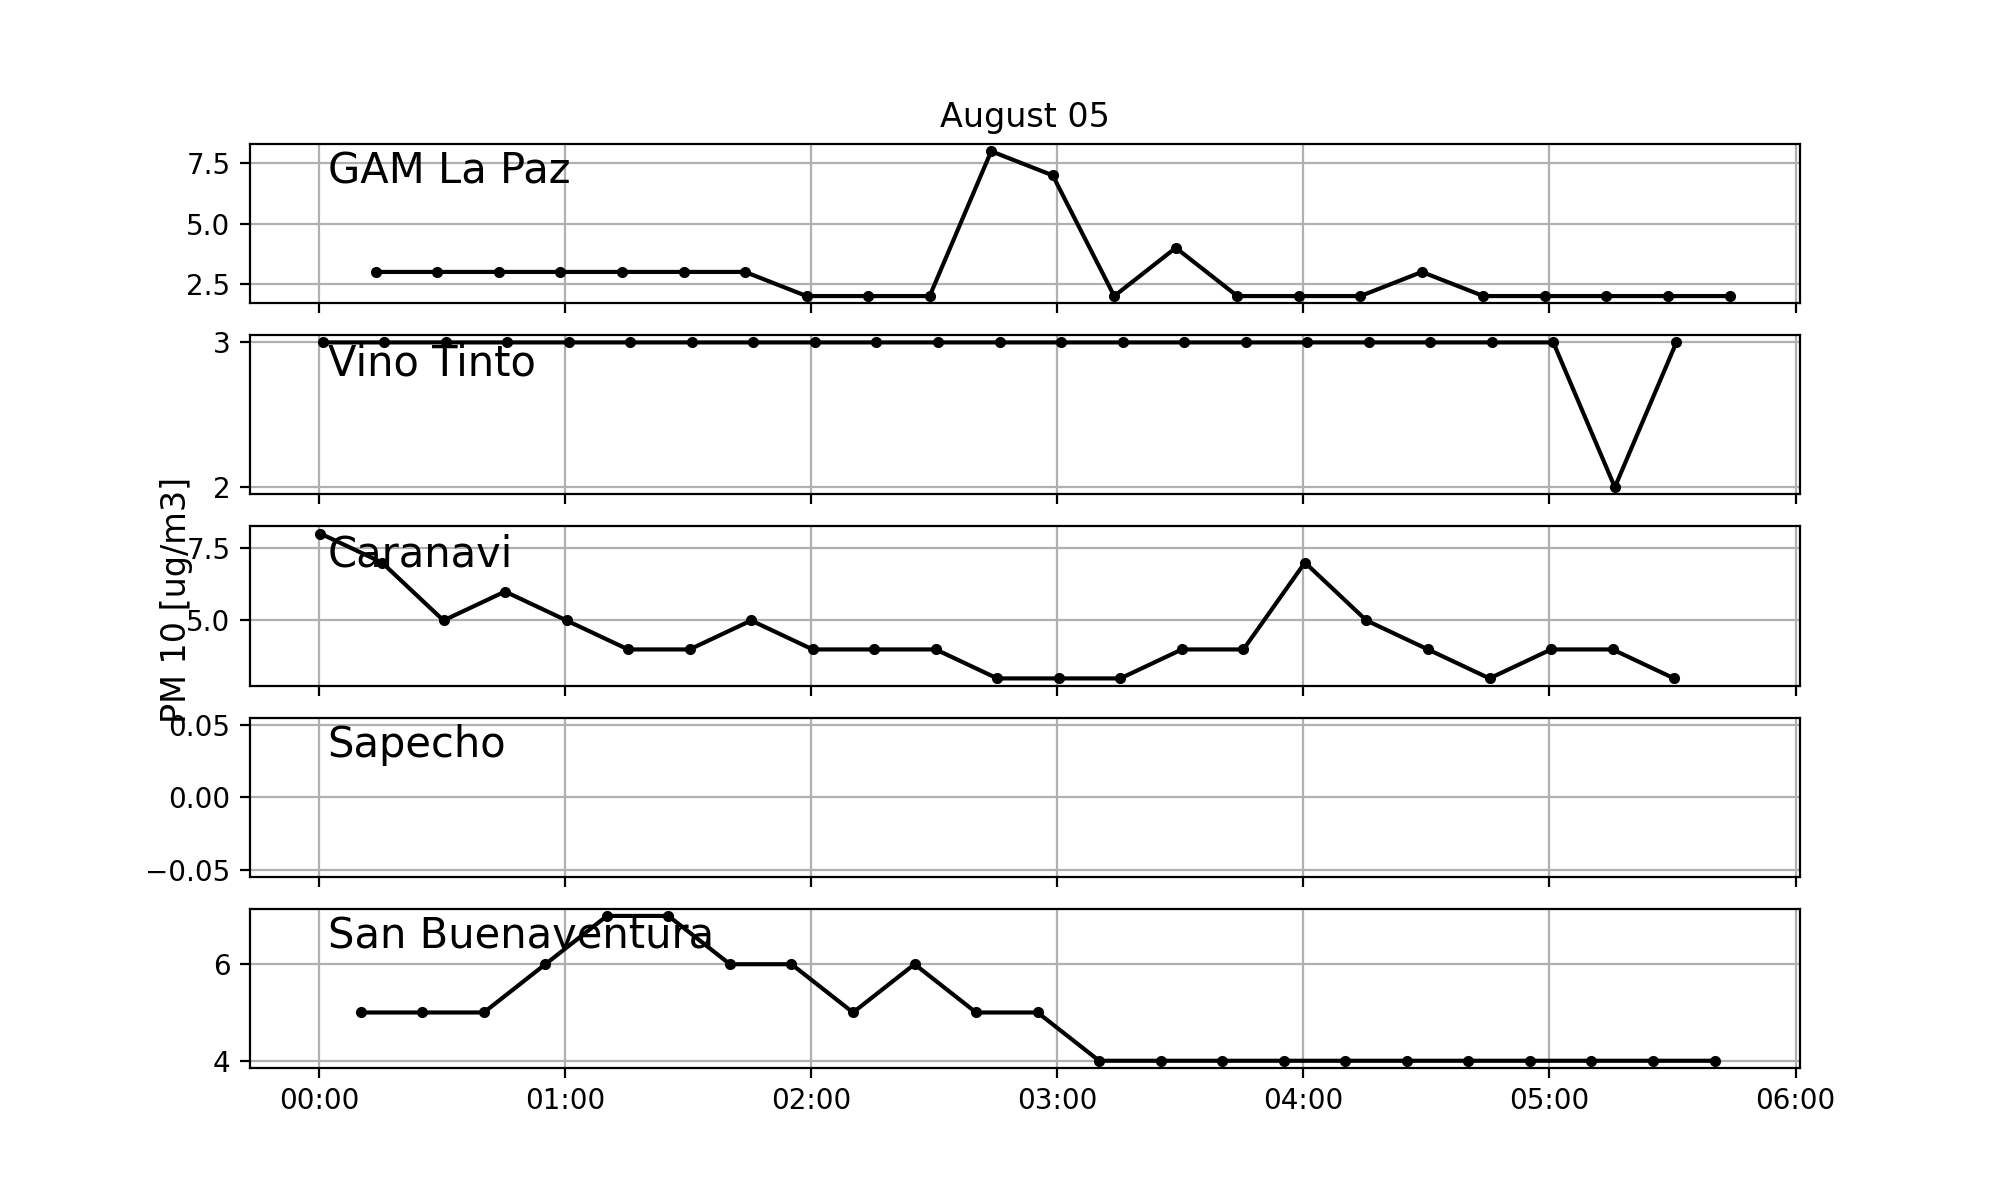 August 05
7.5
5.0
2.5
GAM La Paz
3
2
Vino Tinto
PM 10 [ug/m3]
7.5
5.0
Caranavi
0.05
0.00
−0.05
Sapecho
6
4
San Buenaventura
00:00 01:00 02:00 03:00 04:00 05:00 06:00